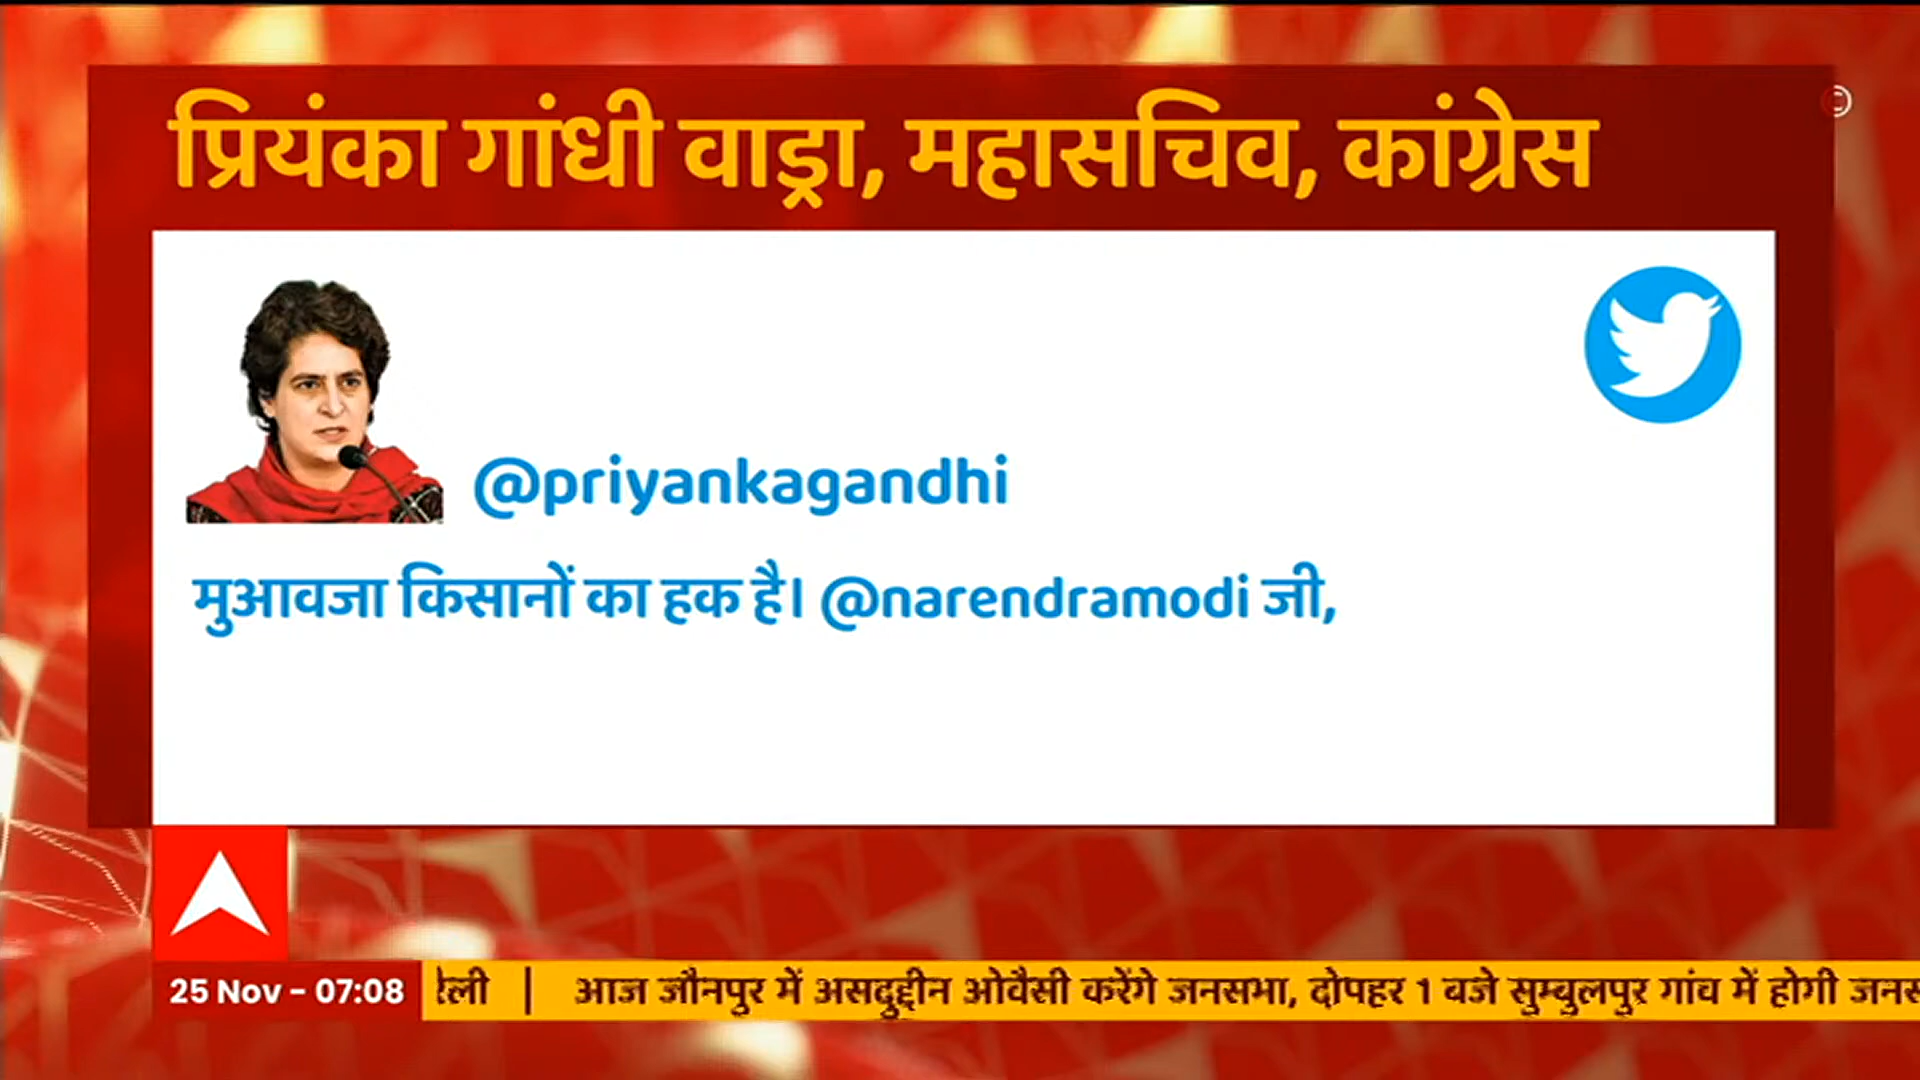 प्रियंका गांधी वाड्रा, महासचिव, कांग्रेस
©
@priyankagandhi
मुआवजा किसानों का हक है। @narendramodi जी,
25 Nov - 07:08
रैली | आज जौनपुर में असदुद्दीन ओवैसी करेंगे जनसभा, दोपहर 1 वजे सुम्बुलपुर गांव में होगी